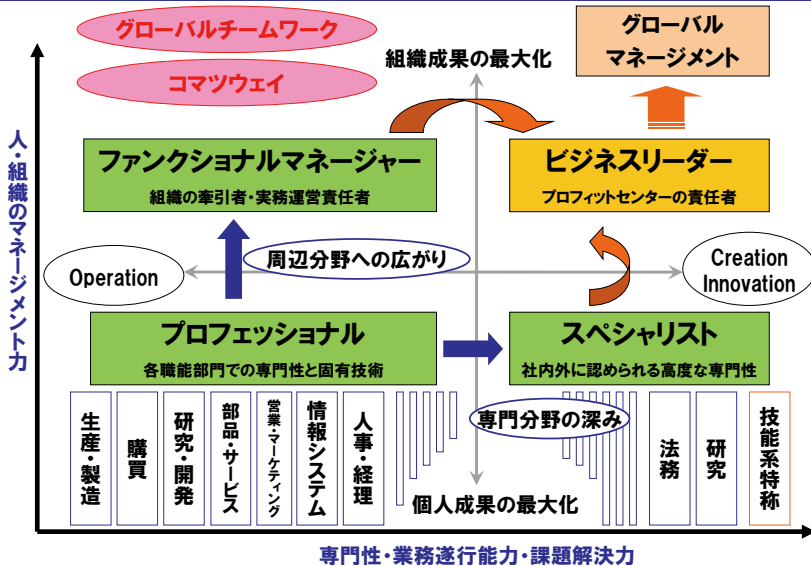 グローバルチームワーク
コマツウェイ
組織成果の最大化
グローバル
マネージメント
人・組織のマネージメント力
ファンクショナルマネージャー
組織の牽引者・実務運営責任者
ビジネスリーダー
プロフィットセンターの責任者
Operation
周辺分野への広がり
Creation
Innovation
プロフェッショナル
各職能部門での専門性と固有技術
スペシャリスト
社内外に認められる高度な専門性
生産・製造
購買
研究・開発
部品・サービス
営業・マーケティング
情報システム
人事・経理
専門分野の深み
法務
研究
技能系特称
個人成果の最大化
専門性・業務遂行能力・課題解決力